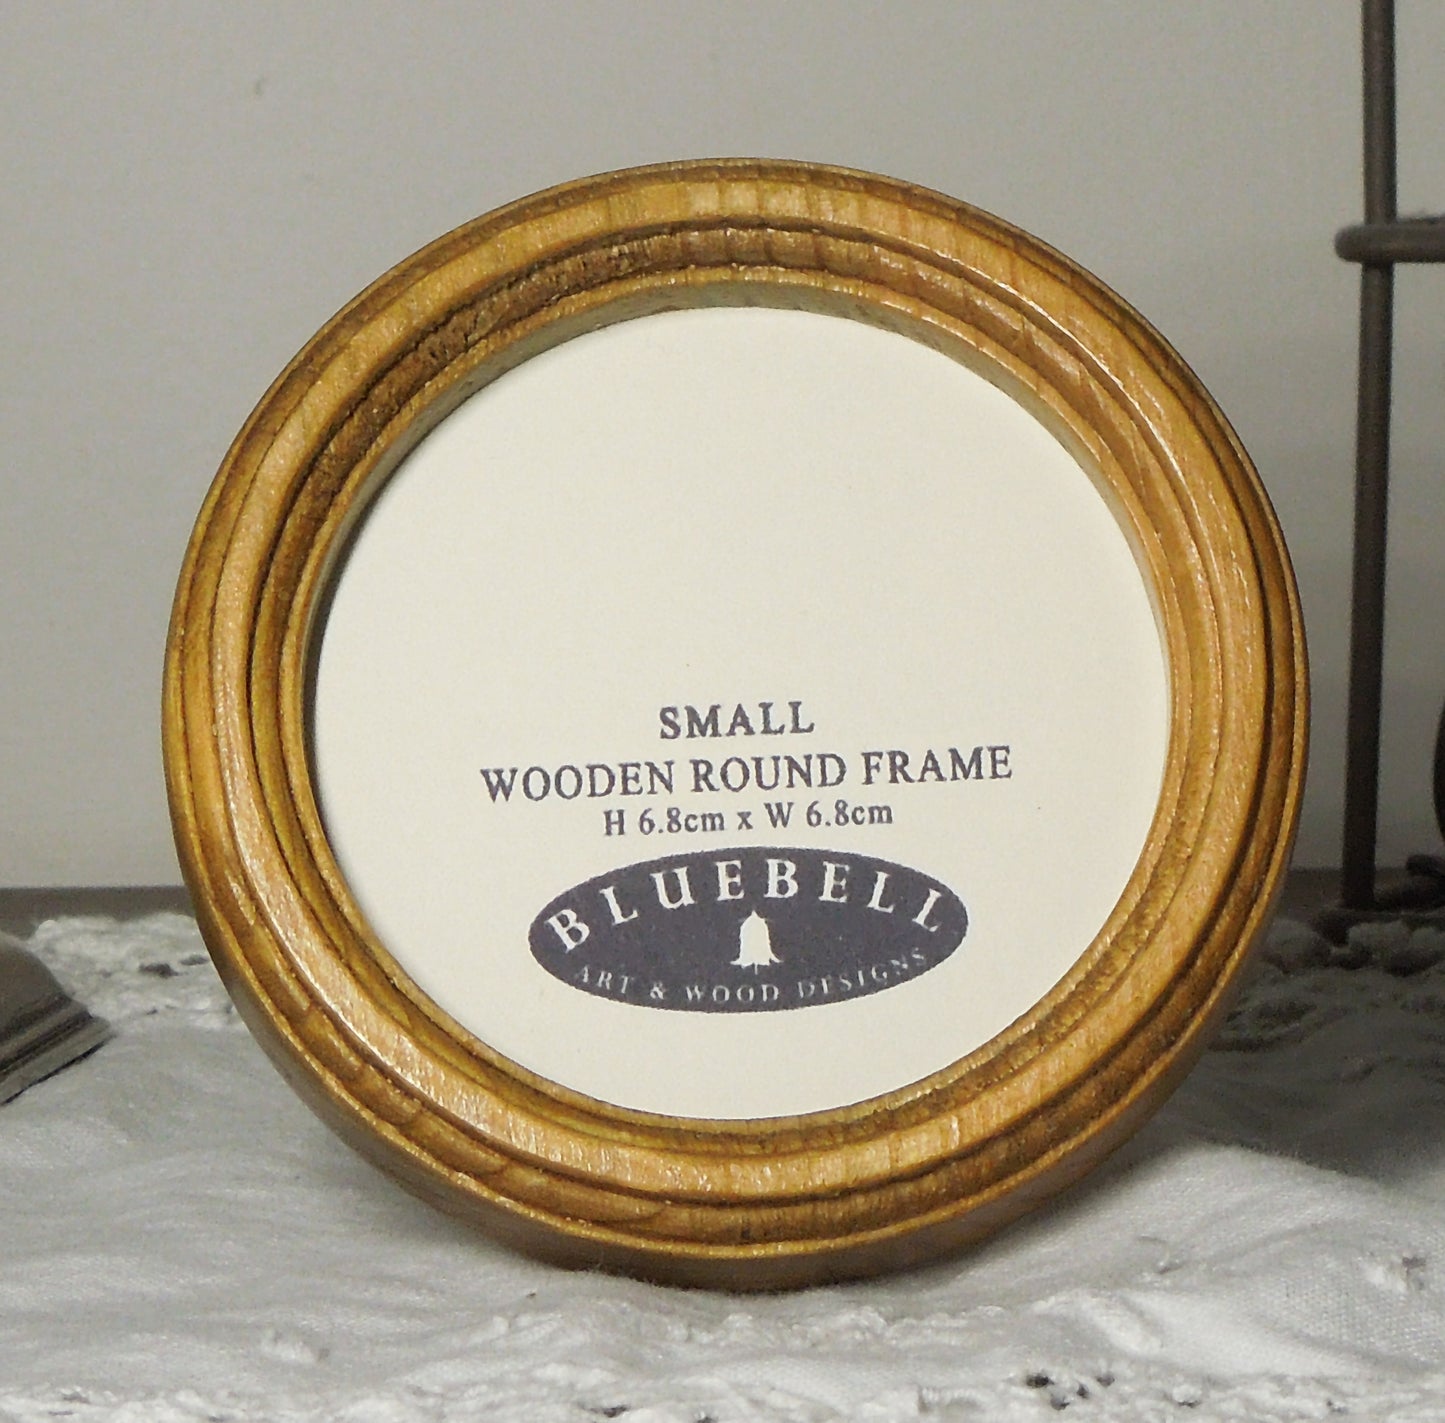 SMALL
WOODEN ROUND FRAME
H 6.8cm x W 6.8cm
BLUEBELL
ART & WOOD DESIGNS